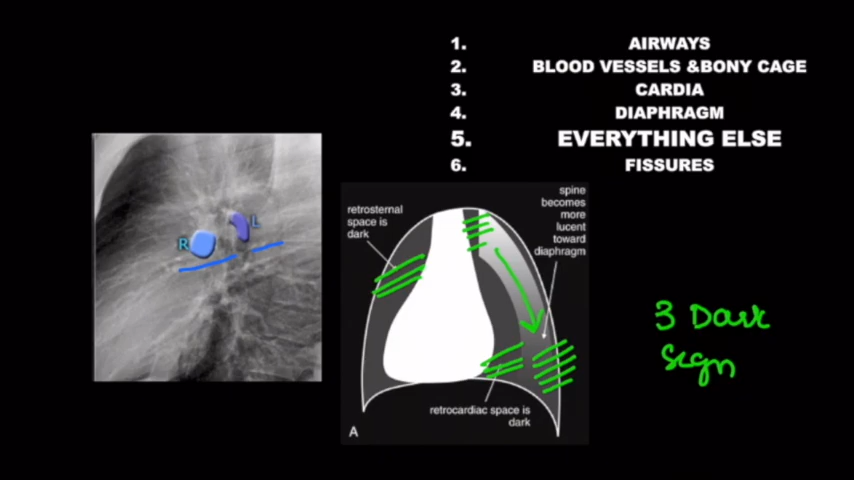 1. AIRWAYS
2. BLOOD VESSELS &BONY CAGE
3. CARDIA
4. DIAPHRAGM
5. EVERYTHING ELSE
6. FISSURES
R
L
retrosternal
space is
dark
spine
becomes
more
lucent
toward
diaphragm
retrocardiac space is
dark
A
3 Dark
Sign